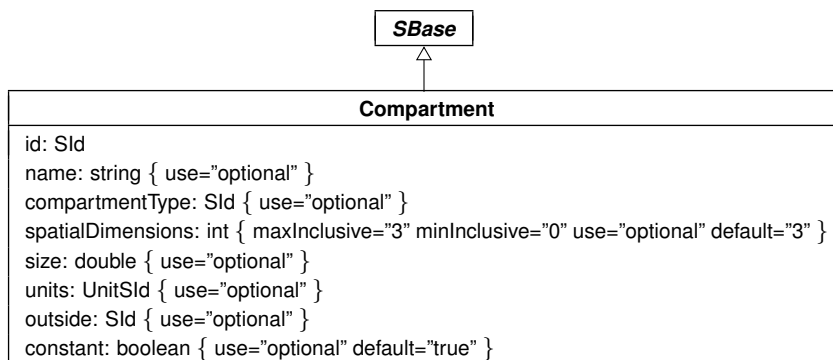 SBase
Compartment
id: SId
name: string { use=”optional” }
compartmentType: SId { use=”optional” }
spatialDimensions: int { maxInclusive=”3” minInclusive=”0” use=”optional” default=”3” }
size: double { use=”optional” }
units: UnitSId { use=”optional” }
outside: SId { use=”optional” }
constant: boolean { use=”optional” default=”true” }